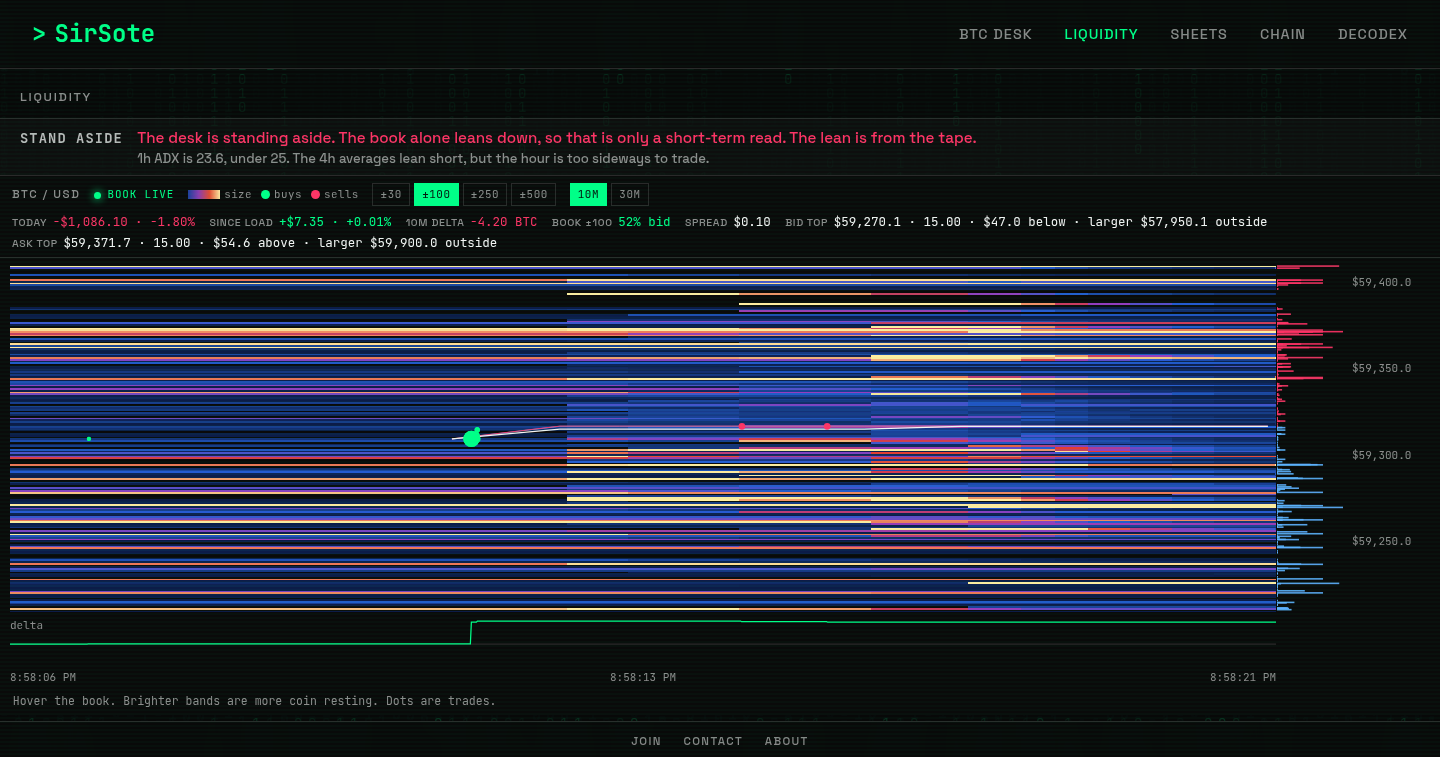 > SirSote
BTC DESK LIQUIDITY SHEETS CHAIN DECODEX
LIQUIDITY
STAND ASIDE The desk is standing aside. The book alone leans down, so that is only a short-term read. The lean is from the tape.
1h ADX is 23.6, under 25. The 4h averages lean short, but the hour is too sideways to trade.
BTC / USD BOOK LIVE size buys sells ±30 ±100 ±250 ±500 10M 30M
TODAY -$1,086.10 · -1.80% SINCE LOAD +$7.35 · +0.01% 10M DELTA -4.20 BTC BOOK ±100 52% bid SPREAD $0.10 BID TOP $59,270.1 · 15.00 · $47.0 below · larger $57,950.1 outside
ASK TOP $59,371.7 · 15.00 · $54.6 above · larger $59,900.0 outside
$59,400.0
$59,350.0
$59,300.0
$59,250.0
delta
8:58:06 PM 8:58:13 PM 8:58:21 PM
Hover the book. Brighter bands are more coin resting. Dots are trades.
JOIN CONTACT ABOUT